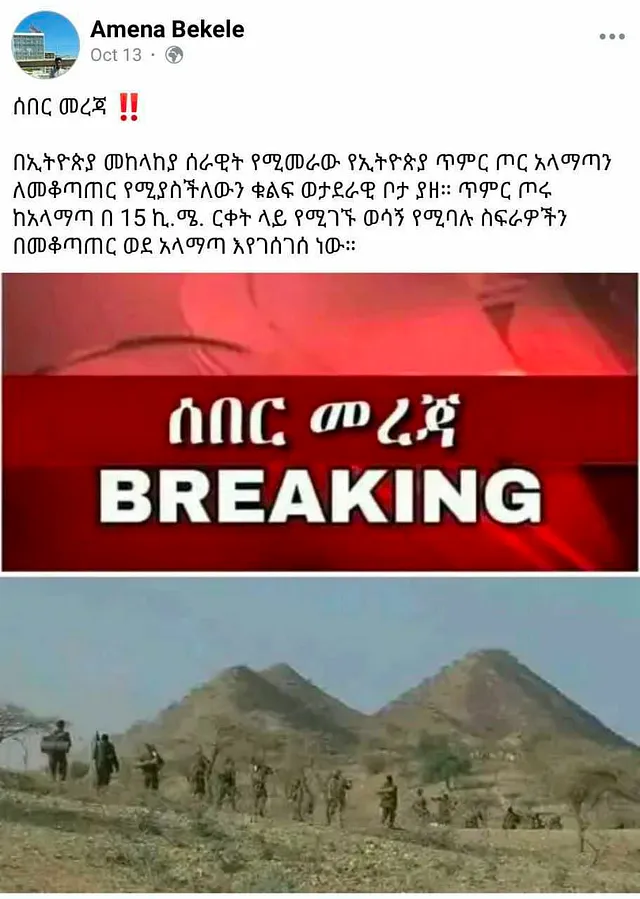 Amena Bekele
Oct 13 ·
ሰበር መረጃ ‼️
በኢትዮጵያ መከላከያ ሰራዊት የሚመራው የኢትዮጵያ ጥምር ጦር አላማጣን
ለመቆጣጠር የሚያስችለውን ቁልፍ ወታደራዊ ቦታ ያዘ። ጥምር ጦሩ
ከአላማጣ በ 15 ኪ.ሜ. ርቀት ላይ የሚገኙ ወሳኝ የሚባሉ ስፍራዎችን
በመቆጣጠር ወደ አላማጣ እየገሰገሰ ነው።
ሰበር መረጃ
BREAKING